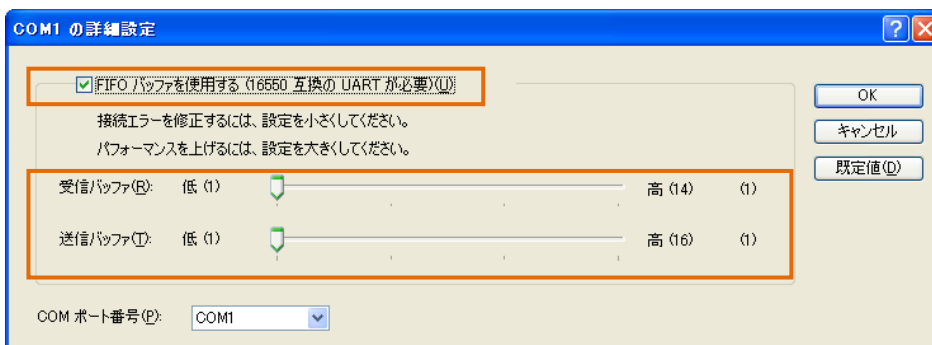 COM1 の詳細設定
FIFO バッファを使用する (16550 互換の UART が必要)(U)
OK
接続エラーを修正するには、設定を小さくしてください。
キャンセル
パフォーマンスを上げるには、設定を大きくしてください。
既定値(D)
受信バッファ(R): 低 (1) 高 (14) (1)
送信バッファ(T): 低 (1) 高 (16) (1)
COM ポート番号(P): COM1